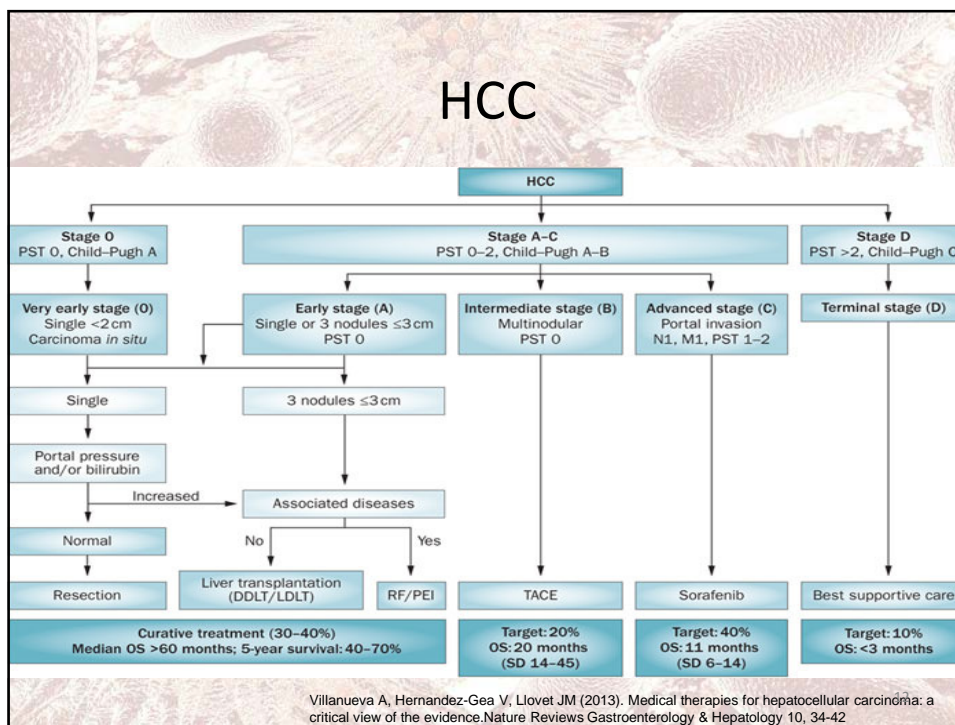 HCC
HCC
Stage 0
PST 0, Child–Pugh A
Stage A–C
PST 0–2, Child–Pugh A–B
Stage D
PST >2, Child–Pugh C
Very early stage (0)
Single <2 cm
Carcinoma in situ
Early stage (A)
Single or 3 nodules ≤3 cm
PST 0
Intermediate stage (B)
Multinodular
PST 0
Advanced stage (C)
Portal invasion
N1, M1, PST 1–2
Terminal stage (D)
Single
3 nodules ≤3 cm
Portal pressure
and/or bilirubin
Increased
Associated diseases
Normal
No
Yes
Resection
Liver transplantation
(DDLT/LDLT)
RF/PEI
TACE
Sorafenib
Best supportive care
Curative treatment (30–40%)
Median OS >60 months; 5-year survival: 40–70%
Target: 20%
OS: 20 months
(SD 14–45)
Target: 40%
OS: 11 months
(SD 6–14)
Target: 10%
OS: <3 months
Villanueva A, Hernandez-Gea V, Llovet JM (2013). Medical therapies for hepatocellular carcinoma: a
critical view of the evidence.Nature Reviews Gastroenterology & Hepatology 10, 34-42